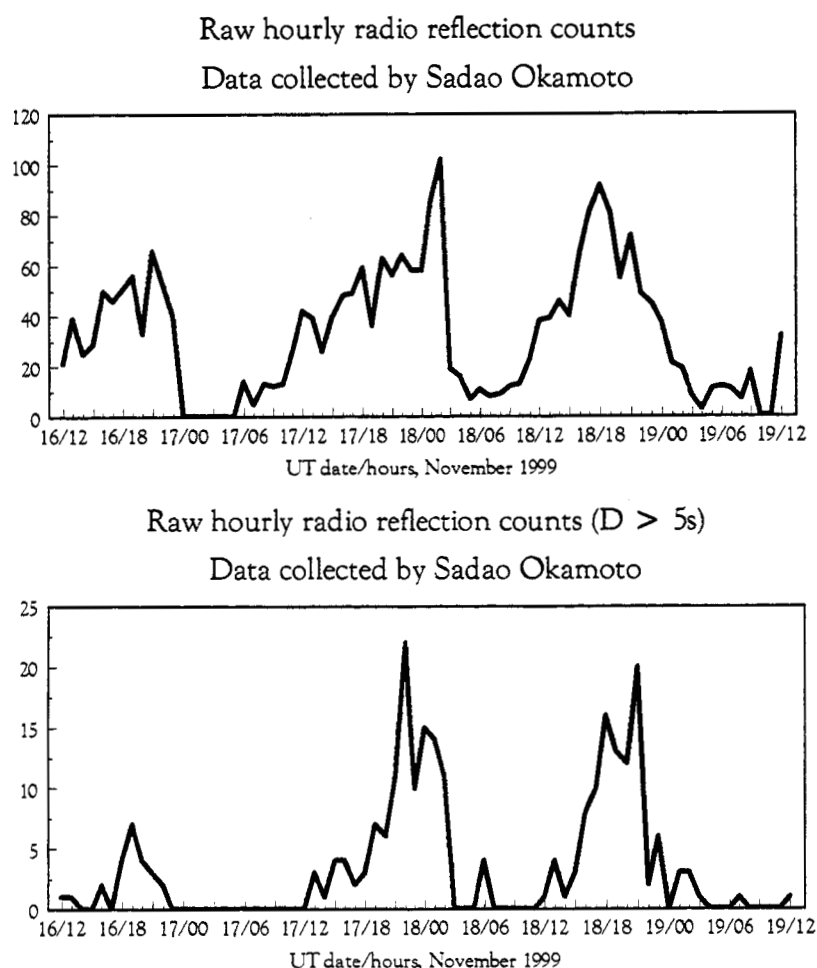 Raw hourly radio reflection counts
Data collected by Sadao Okamoto
120
100
80
60
40
20
0
16/12 16/18 17/00 17/06 17/12 17/18 18/00 18/06 18/12 18/18 19/00 19/06 19/12
UT date/hours, November 1999
Raw hourly radio reflection counts (D > 5s)
Data collected by Sadao Okamoto
25
20
15
10
5
0
16/12 16/18 17/00 17/06 17/12 17/18 18/00 18/06 18/12 18/18 19/00 19/06 19/12
UT date/hours, November 1999